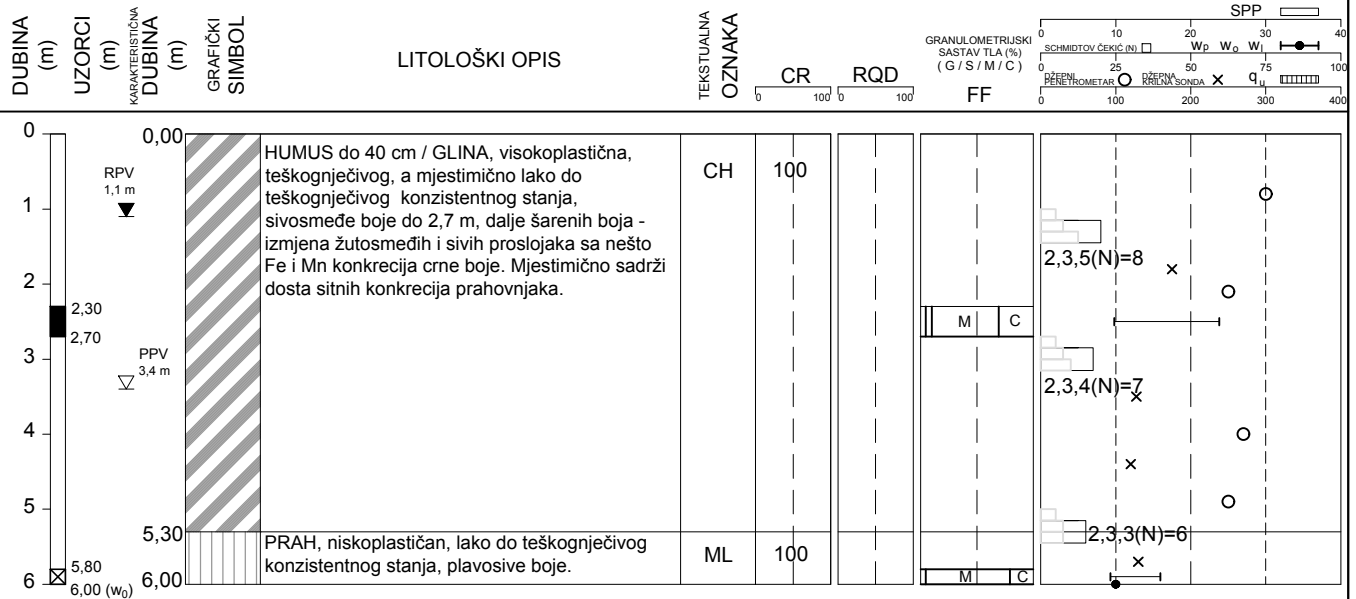 DUBINA
(m)
UZORCI
(m)
KARAKTERISTIČNA
DUBINA
(m)
GRAFIČKI
SIMBOL
LITOLOŠKI OPIS
TEKSTUALNA
OZNAKA
CR
0 100
RQD
0 100
GRANULOMETRIJSKI
SASTAV TLA (%)
( G / S / M / C )
FF
SPP
0 10 20 30 40
SCHMIDTOV ČEKIĆ (N) wp wo wl
0 25 50 75 100
DŽEPNI
PENETROMETAR
DŽEPNA
KRILNA SONDA
qu
0 100 200 300 400
0
1
2
3
4
5
6
2,30
2,70
5,80
6,00 (w0)
RPV
1,1 m
PPV
3,4 m
0,00
5,30
6,00
HUMUS do 40 cm / GLINA, visokoplastična,
teškognječivog, a mjestimično lako do
teškognječivog konzistentnog stanja,
sivosmeđe boje do 2,7 m, dalje šarenih boja -
izmjena žutosmeđih i sivih proslojaka sa nešto
Fe i Mn konkrecija crne boje. Mjestimično sadrži
dosta sitnih konkrecija prahovnjaka.
CH
100
M C
2,3,5(N)=8
2,3,4(N)=7
2,3,3(N)=6
PRAH, niskoplastičan, lako do teškognječivog
konzistentnog stanja, plavosive boje.
ML
100
M C